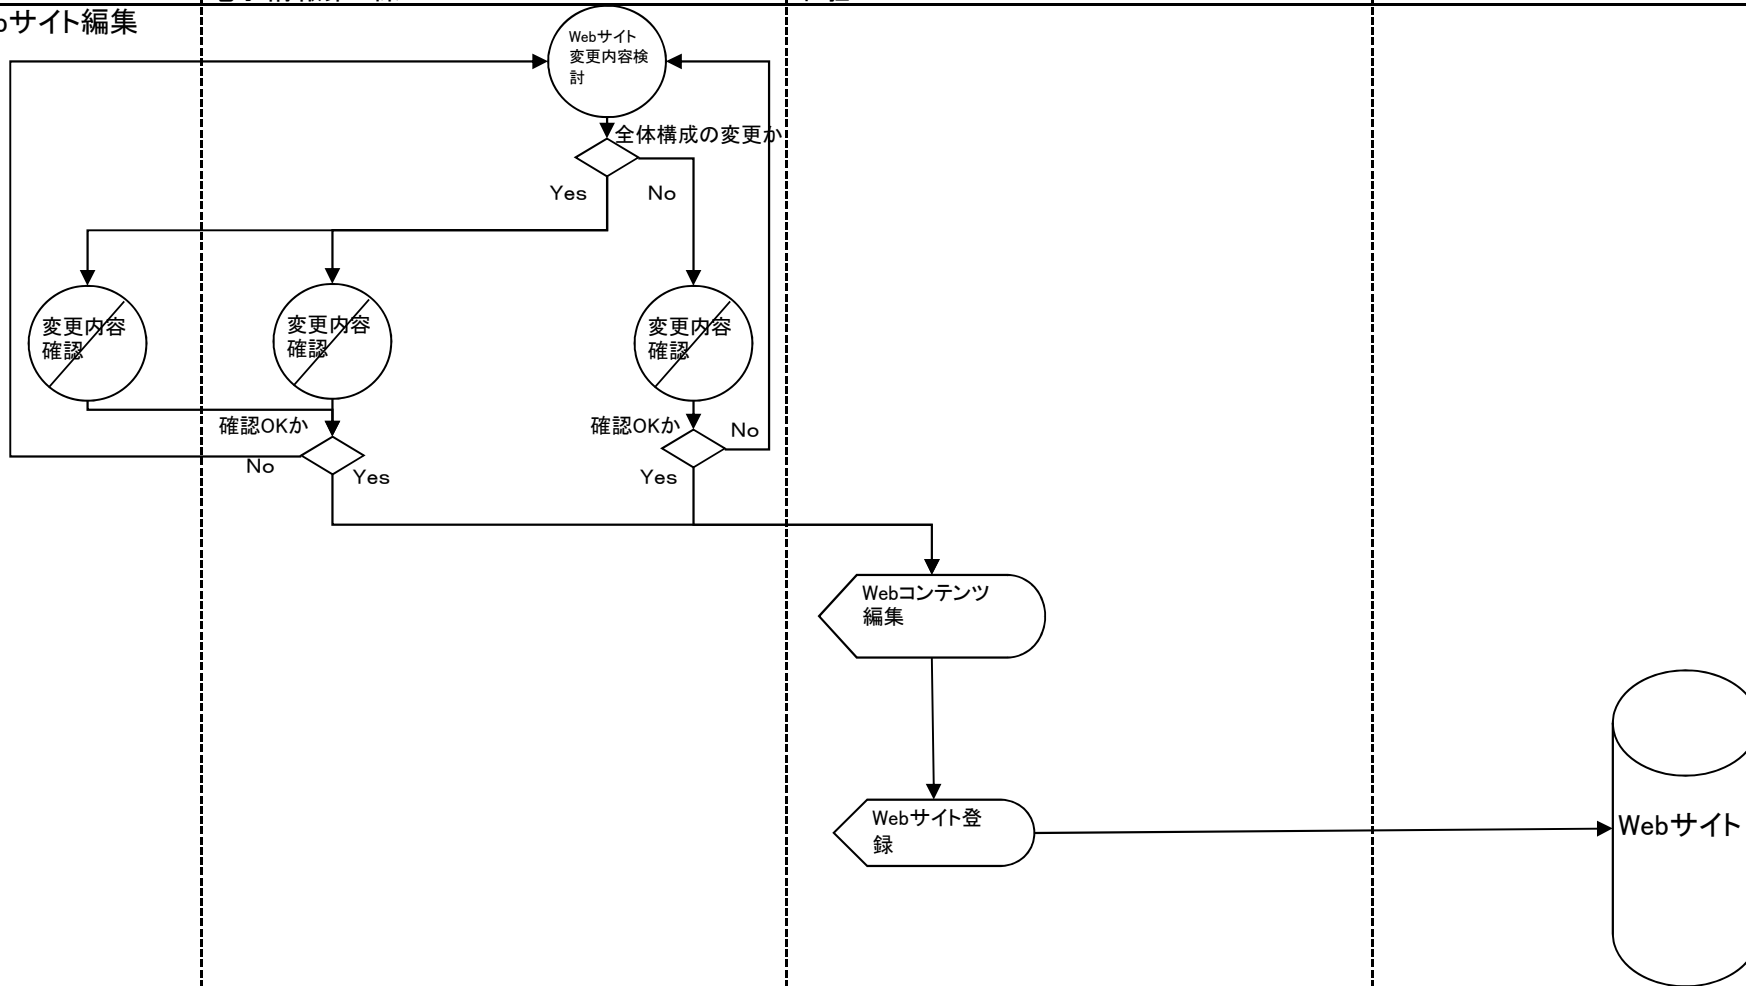 サイト編集
Webサイト
変更内容検
討
全体構成の変更か
Yes
No
変更内容
確認
変更内容
確認
変更内容
確認
確認OKか
No
Yes
確認OKか
No
Yes
Webコンテンツ
編集
Webサイト登
録
Webサイト